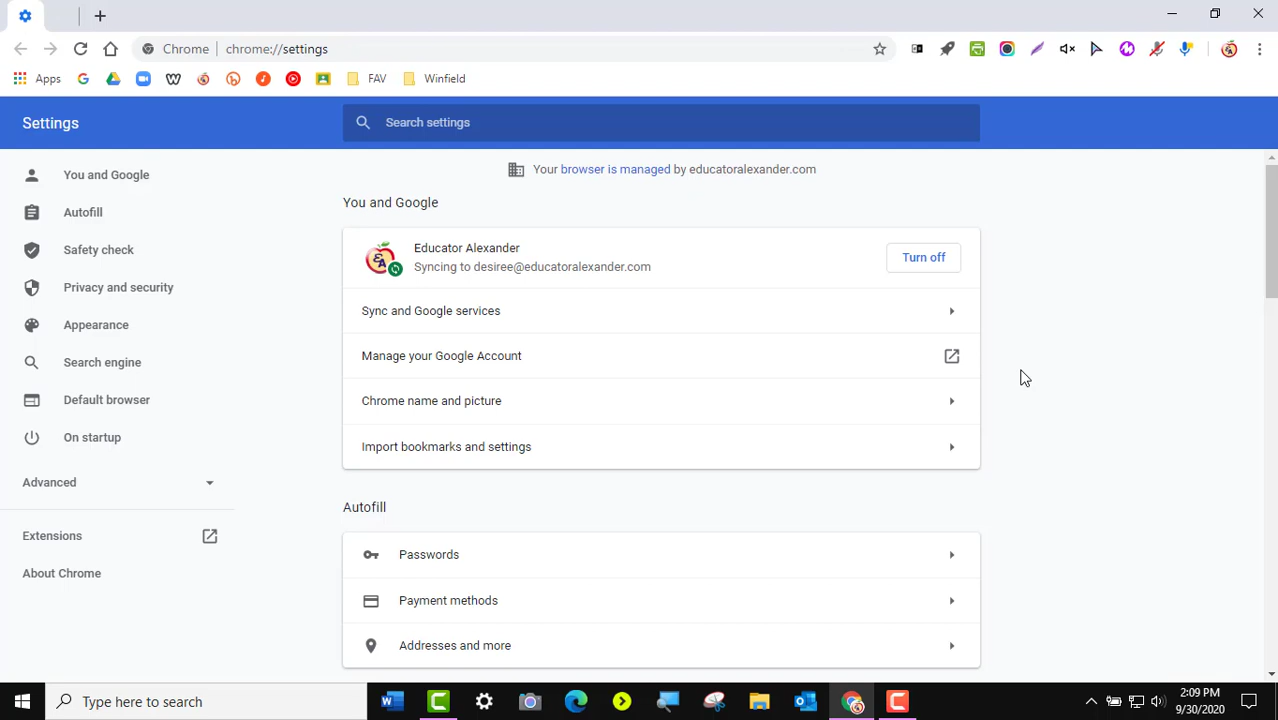 Chrome | chrome://settings
Apps FAV Winfield
Settings
Search settings
Your browser is managed by educatoralexander.com
You and Google
Autofill
Safety check
Privacy and security
Appearance
Search engine
Default browser
On startup
Advanced
Extensions
About Chrome
You and Google
EA
Educator Alexander
Syncing to desiree@educatoralexander.com
Turn off
Sync and Google services
Manage your Google Account
Chrome name and picture
Import bookmarks and settings
Autofill
Passwords
Payment methods
Addresses and more
Type here to search
2:09 PM
9/30/2020